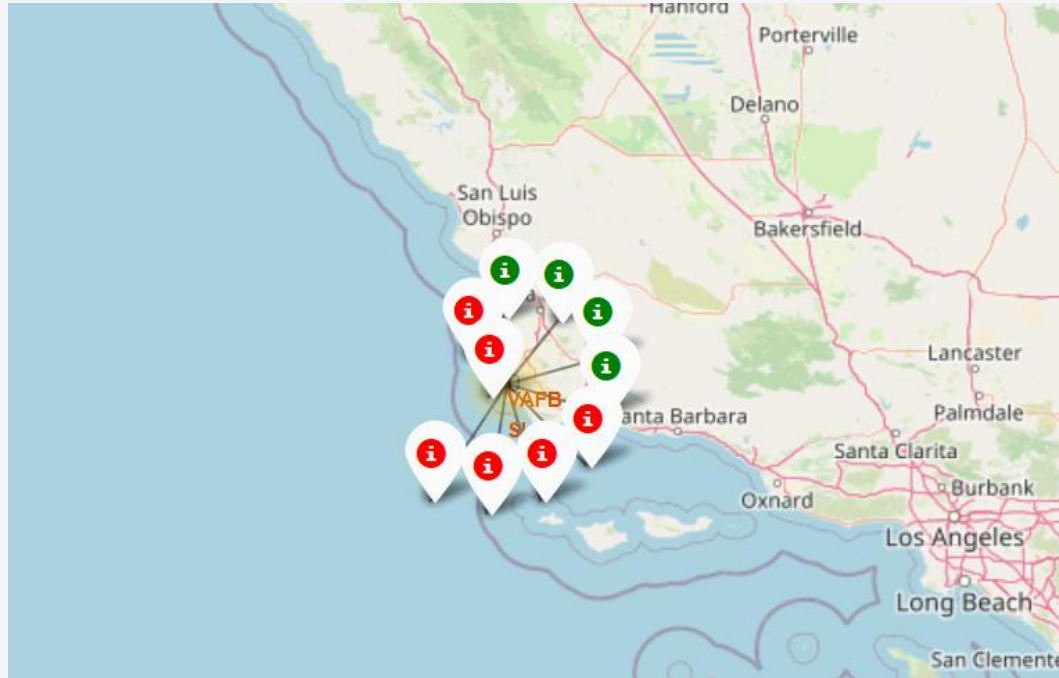 Hanford
Porterville
Delano
San Luis
Obispo
Bakersfield
Lancaster
VAFB
anta Barbara
Palmdale
Santa Clarita
Burbank
Oxnard
Los Angeles
Long Beach
San Clemente
i
i
i
i
i
i
i
i
i
i